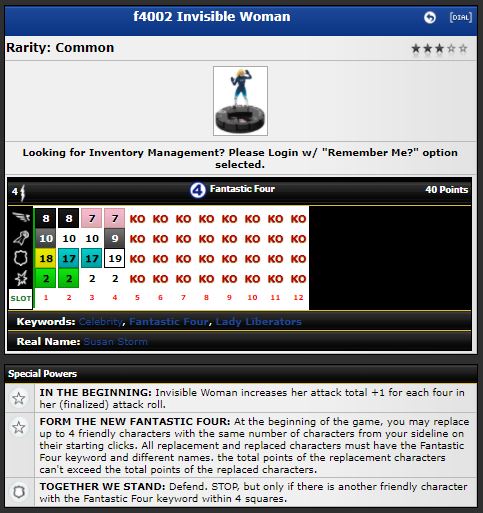 f4002 Invisible Woman
[DIAL]
Rarity: Common
Looking for Inventory Management? Please Login w/ "Remember Me?" option
selected.
4 4 Fantastic Four 40 Points
8 8 7 7 KO KO KO KO KO KO KO KO
10 10 10 9 KO KO KO KO KO KO KO KO
18 17 17 19 KO KO KO KO KO KO KO KO
2 2 2 2 KO KO KO KO KO KO KO KO
SLOT 1 2 3 4 5 6 7 8 9 10 11 12
Keywords: Celebrity, Fantastic Four, Lady Liberators
Real Name: Susan Storm
Special Powers
IN THE BEGINNING: Invisible Woman increases her attack total +1 for each four in
her (finalized) attack roll.
FORM THE NEW FANTASTIC FOUR: At the beginning of the game, you may replace
up to 4 friendly characters with the same number of characters from your sideline on
their starting clicks. All replacement and replaced characters must have the Fantastic
Four keyword and different names. the total points of the replacement characters
can't exceed the total points of the replaced characters.
TOGETHER WE STAND: Defend. STOP, but only if there is another friendly character
with the Fantastic Four keyword within 4 squares.